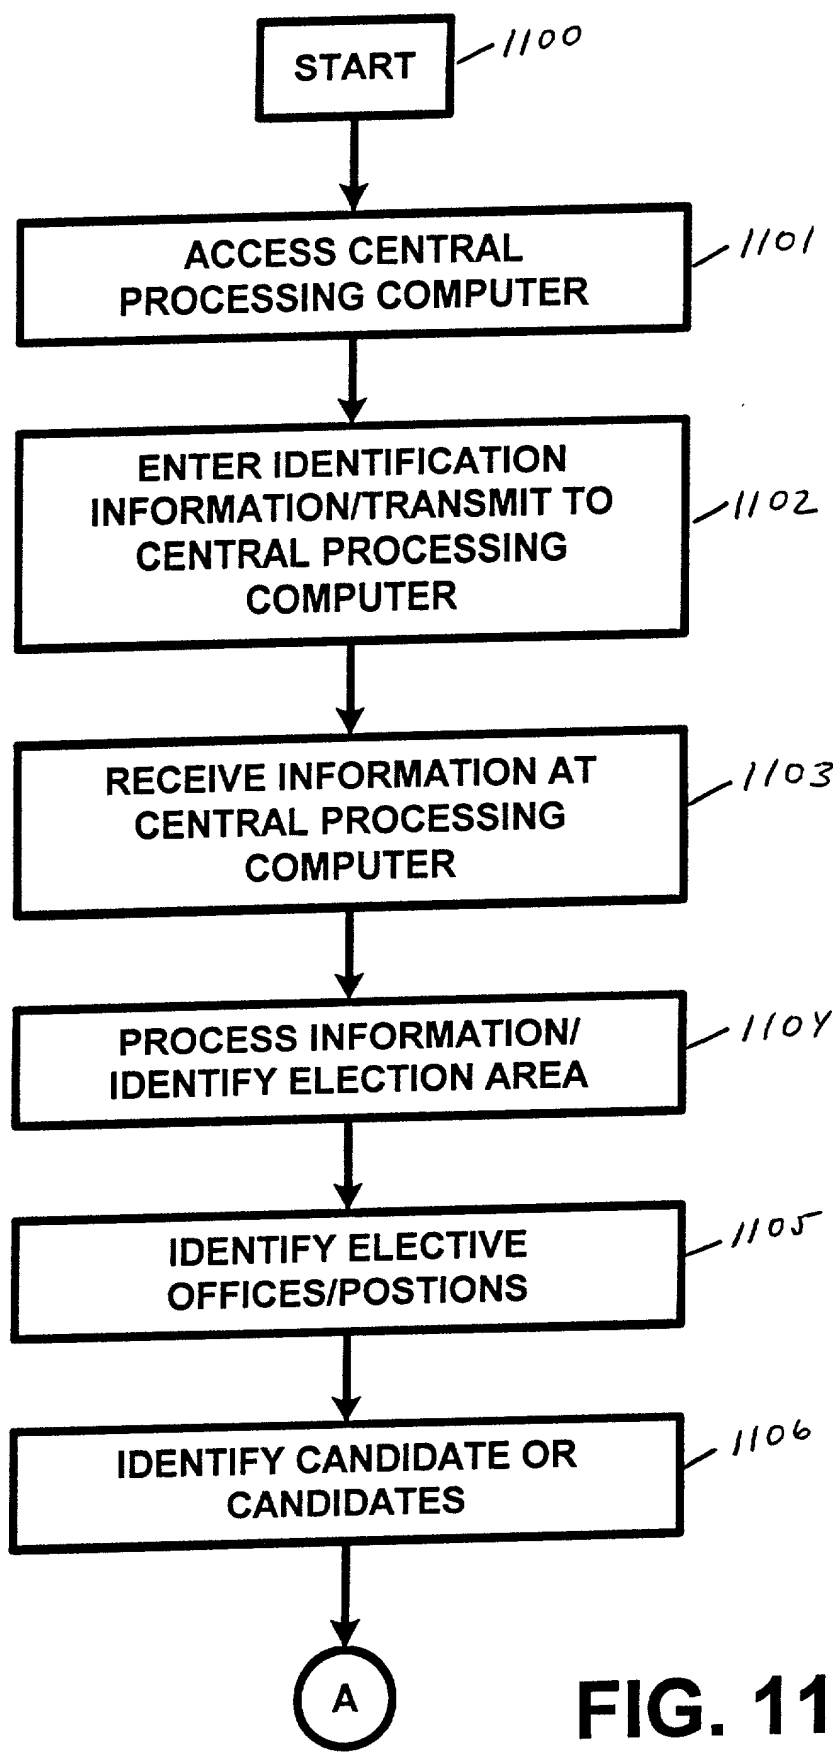 START
1100
ACCESS CENTRAL
PROCESSING COMPUTER
1101
ENTER IDENTIFICATION
INFORMATION/TRANSMIT TO
CENTRAL PROCESSING
COMPUTER
1102
RECEIVE INFORMATION AT
CENTRAL PROCESSING
COMPUTER
1103
PROCESS INFORMATION/
IDENTIFY ELECTION AREA
1104
IDENTIFY ELECTIVE
OFFICES/POSTIONS
1105
IDENTIFY CANDIDATE OR
CANDIDATES
1106
A
FIG. 11